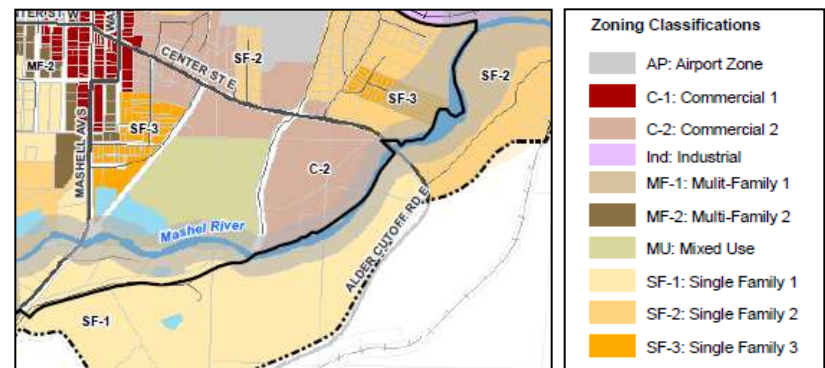 TER ST W
WA
CENTER ST E
SF-2
SF-2
MF-2
SF-3
SF-3
MASHELL AV S
C-2
Mashel River
ALDER CUTOFF RD E
SF-1
Zoning Classifications
AP: Airport Zone
C-1: Commercial 1
C-2: Commercial 2
Ind: Industrial
MF-1: Mulit-Family 1
MF-2: Multi-Family 2
MU: Mixed Use
SF-1: Single Family 1
SF-2: Single Family 2
SF-3: Single Family 3